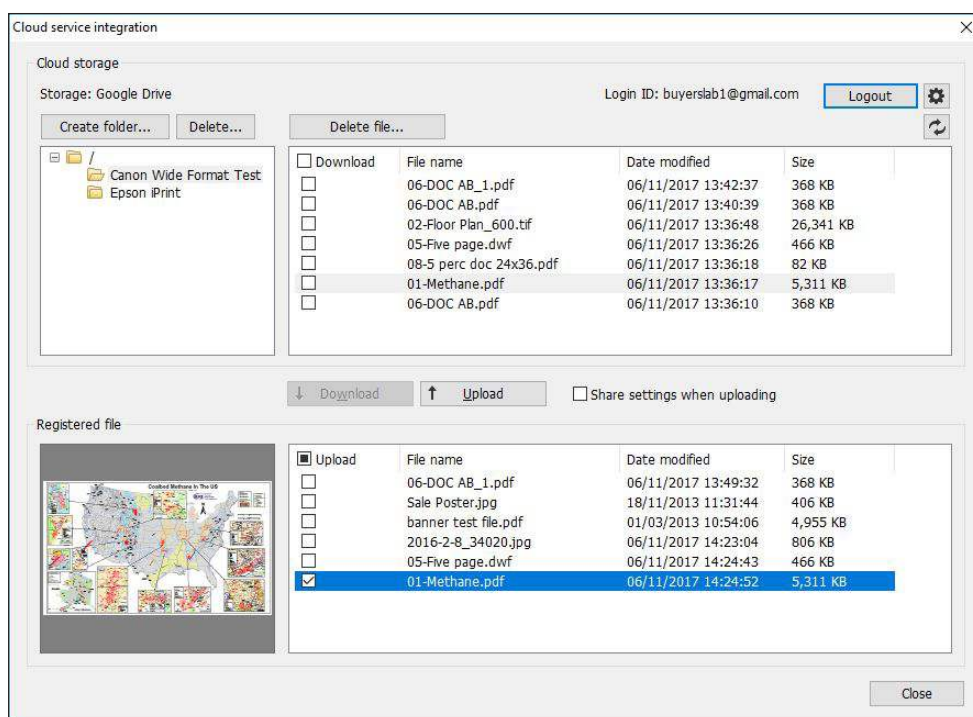 Cloud service integration
Cloud storage
Storage: Google Drive
Login ID: buyerslab1@gmail.com
Logout
Create folder...
Delete...
Delete file...
/
Canon Wide Format Test
Epson iPrint
Download File name Date modified Size
06-DOC AB_1.pdf 06/11/2017 13:42:37 368 KB
06-DOC AB.pdf 06/11/2017 13:40:39 368 KB
02-Floor Plan_600.tif 06/11/2017 13:36:48 26,341 KB
05-Five page.dwf 06/11/2017 13:36:26 466 KB
08-5 perc doc 24x36.pdf 06/11/2017 13:36:18 82 KB
01-Methane.pdf 06/11/2017 13:36:17 5,311 KB
06-DOC AB.pdf 06/11/2017 13:36:10 368 KB
Download
Upload
Share settings when uploading
Registered file
Coalbed Methane In The US
Upload File name Date modified Size
06-DOC AB_1.pdf 06/11/2017 13:49:32 368 KB
Sale Poster.jpg 18/11/2013 11:31:44 406 KB
banner test file.pdf 01/03/2013 10:54:06 4,955 KB
2016-2-8_34020.jpg 06/11/2017 14:23:04 806 KB
05-Five page.dwf 06/11/2017 14:24:43 466 KB
01-Methane.pdf 06/11/2017 14:24:52 5,311 KB
Close